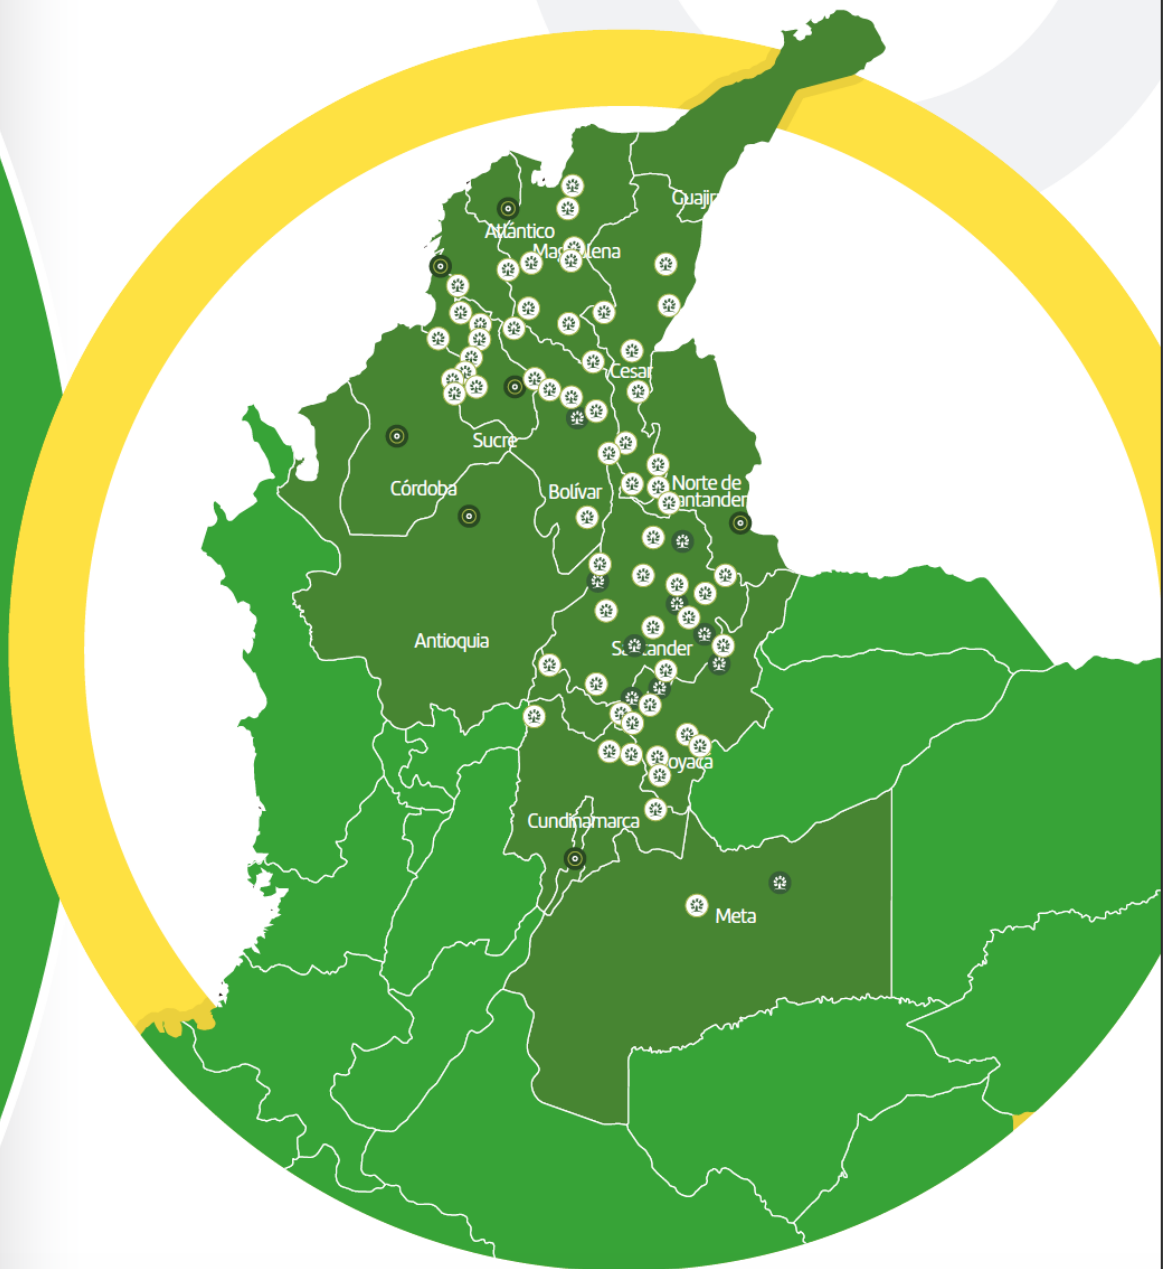 Atlántico
Córdoba
Sucre
Bolívar
Cesar
Norte de
Antioquia
Cundinamarca
Meta